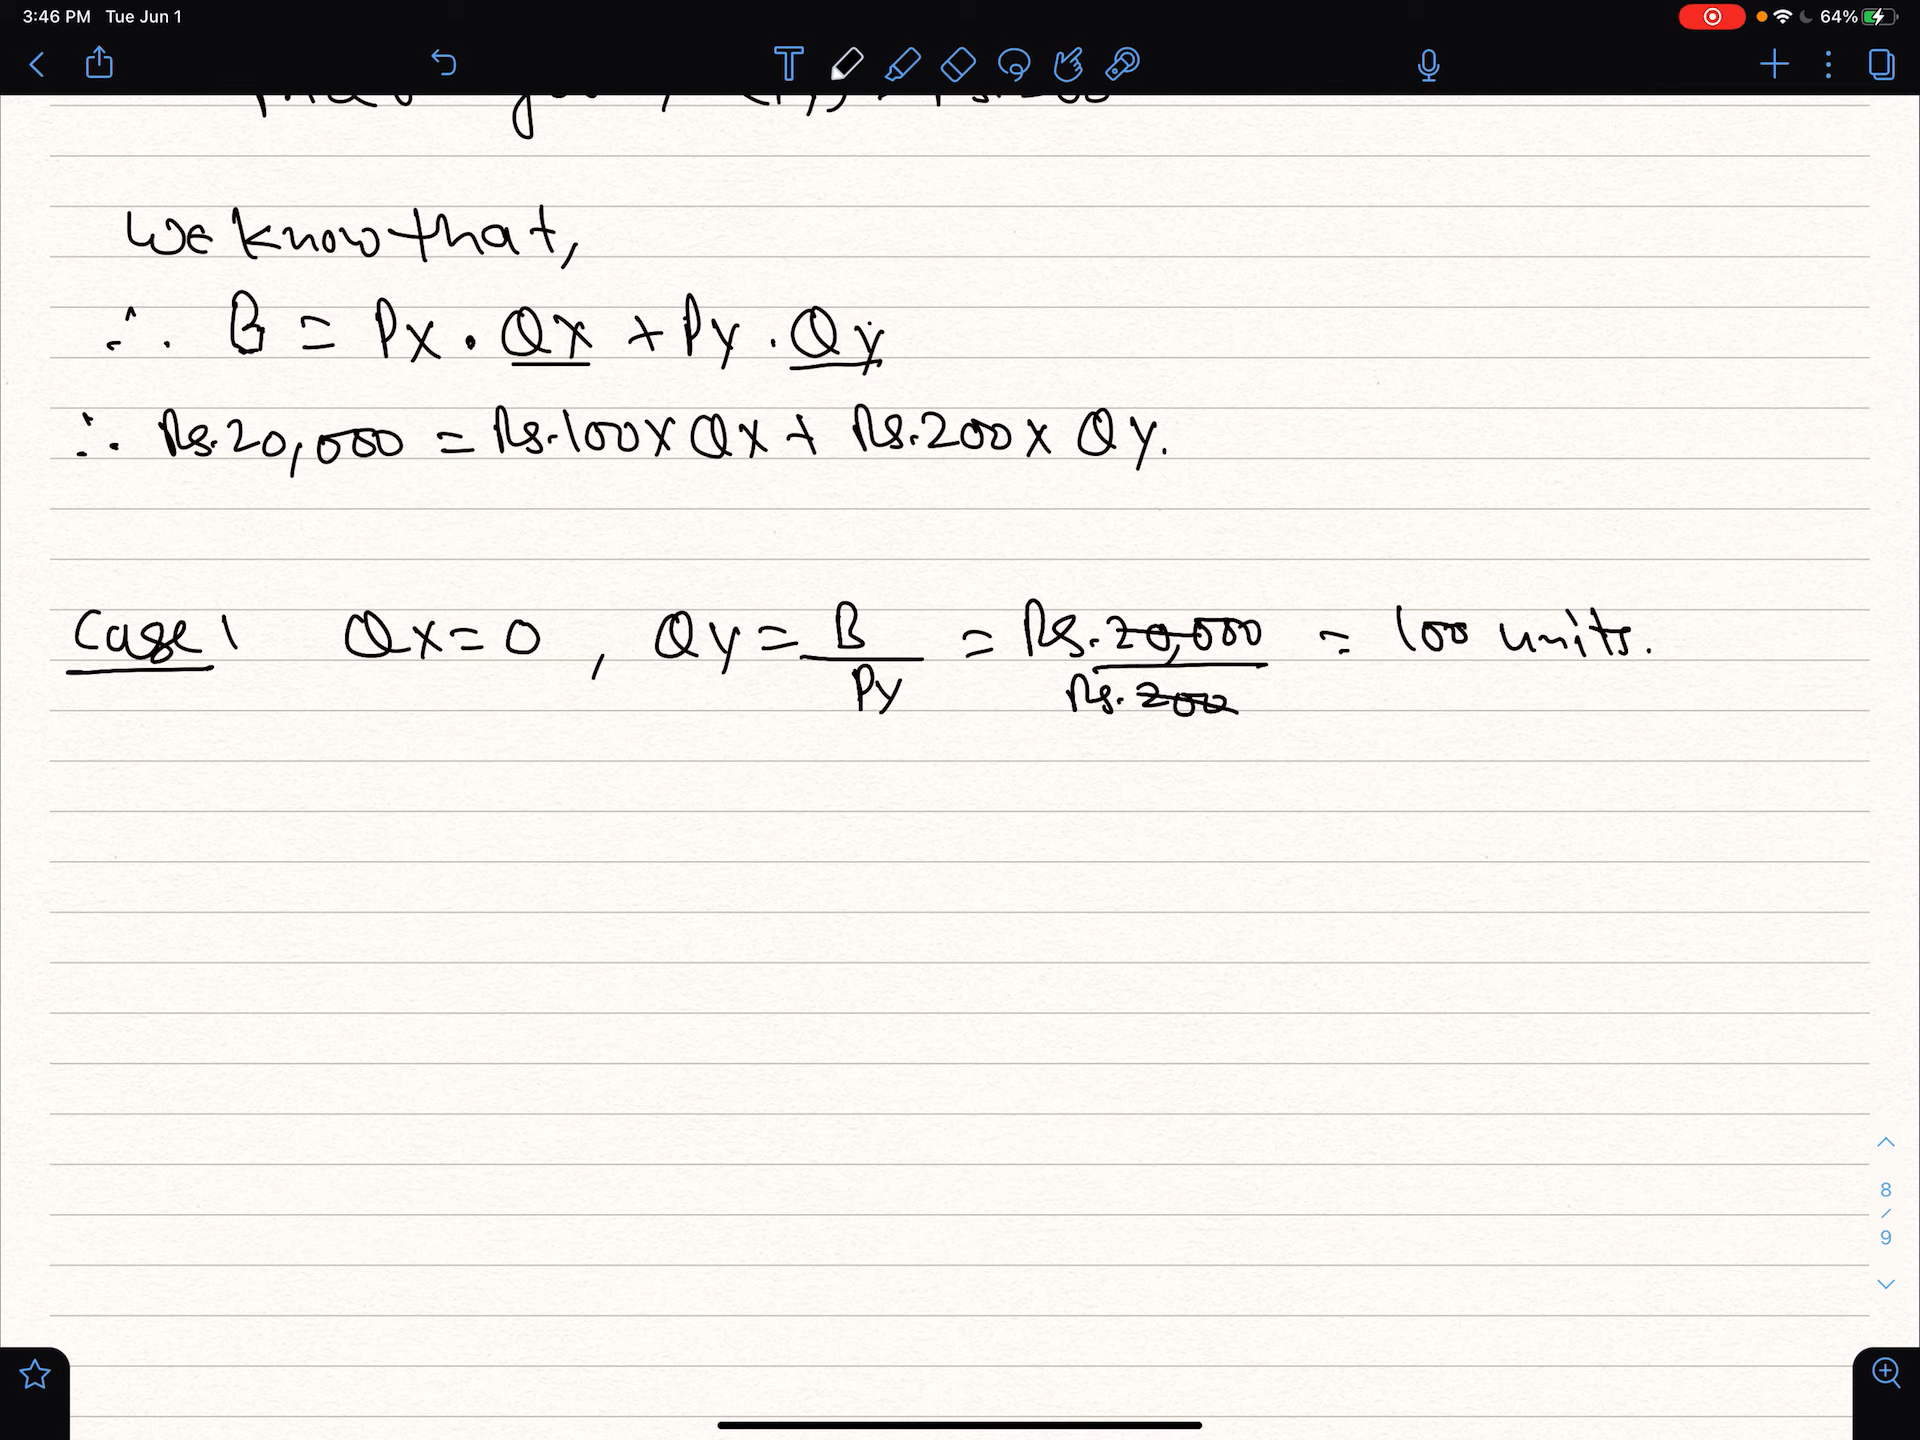 3:46 PM Tue Jun 1
64%
We know that,
∴ B = Px . Qx + Py . Qy
∴ Rs.20,000 = Rs.100 x Qx + Rs.200 x Qy.
Case 1 Qx = 0 , Qy = B/Py = Rs.20,000/Rs.200 = 100 units.
8
/
9